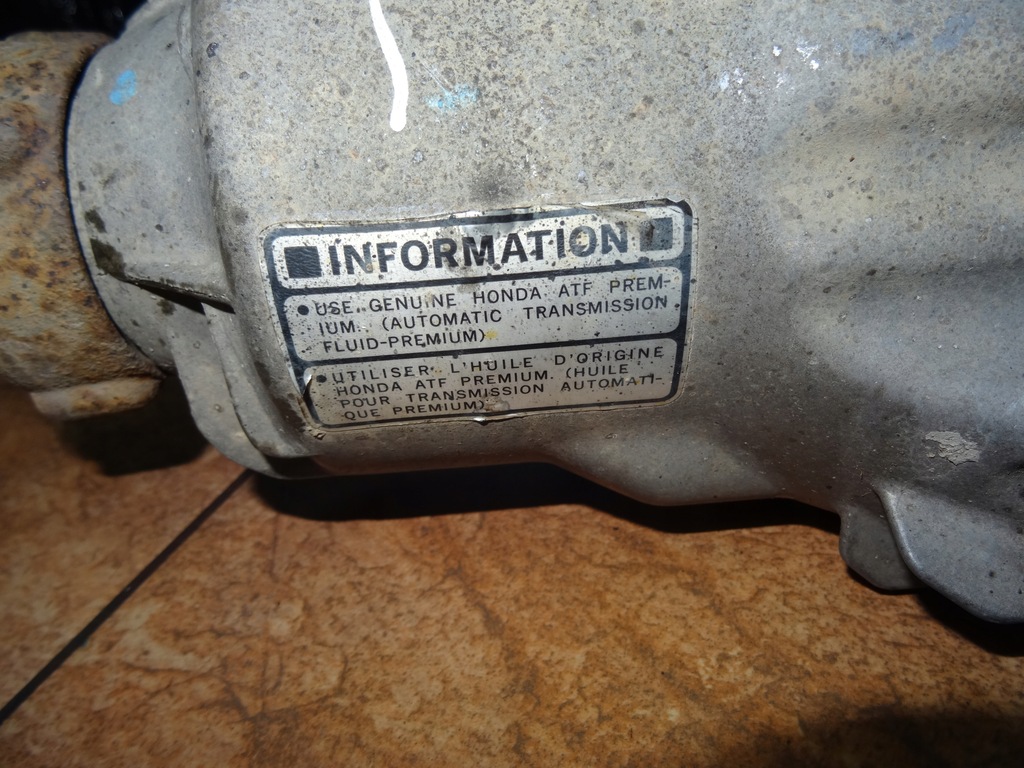 INFORMATION
• USE GENUINE HONDA ATF PREM-
IUM. (AUTOMATIC TRANSMISSION
FLUID-PREMIUM)
• UTILISER L'HUILE D'ORIGINE
HONDA ATF PREMIUM. (HUILE
POUR TRANSMISSION AUTOMATI-
QUE PREMIUM)